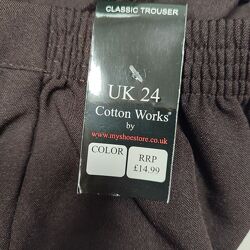 CLASSIC TROUSER
UK 24
Cotton Works®
by
www.myshoestore.co.uk
COLOR
RRP
£14.99